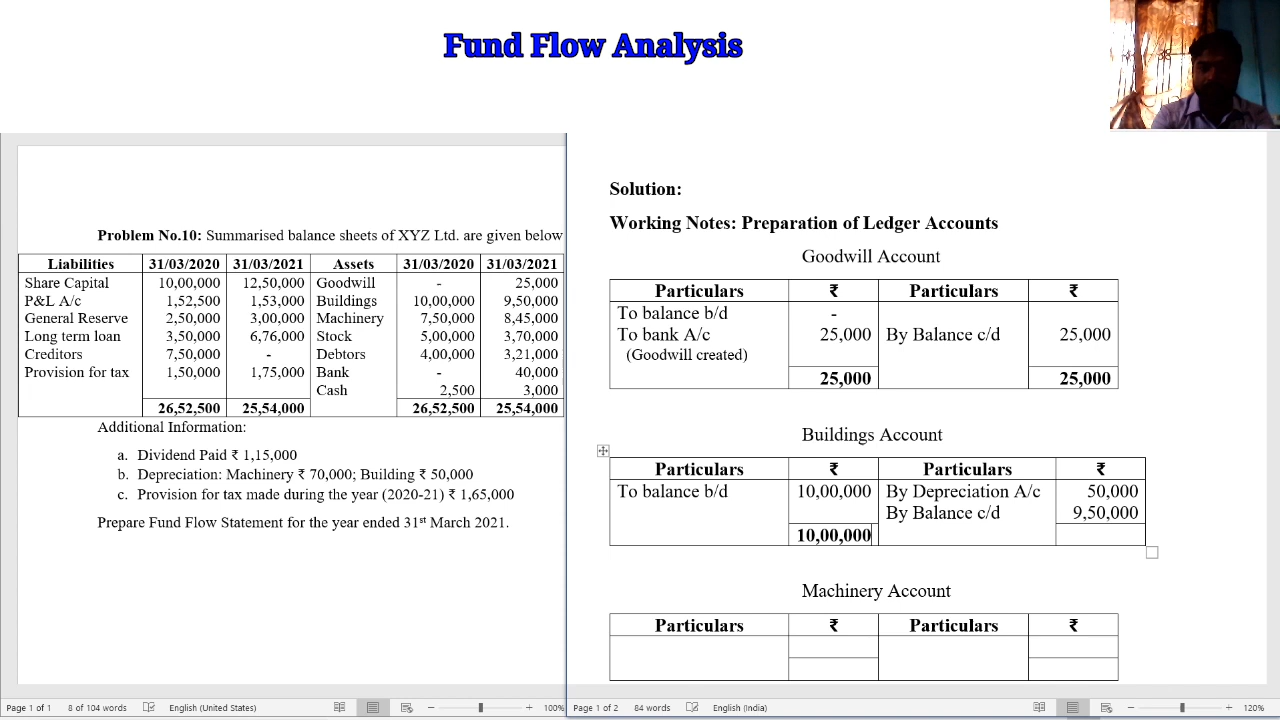 Fund Flow Analysis
Problem No.10: Summarised balance sheets of XYZ Ltd. are given below
Liabilities 31/03/2020 31/03/2021 Assets 31/03/2020 31/03/2021
Share Capital 10,00,000 12,50,000 Goodwill - 25,000
P&L A/c 1,52,500 1,53,000 Buildings 10,00,000 9,50,000
General Reserve 2,50,000 3,00,000 Machinery 7,50,000 8,45,000
Long term loan 3,50,000 6,76,000 Stock 5,00,000 3,70,000
Creditors 7,50,000 - Debtors 4,00,000 3,21,000
Provision for tax 1,50,000 1,75,000 Bank - 40,000
Cash 2,500 3,000
26,52,500 25,54,000 26,52,500 25,54,000
Additional Information:
a. Dividend Paid ₹ 1,15,000
b. Depreciation: Machinery ₹ 70,000; Building ₹ 50,000
c. Provision for tax made during the year (2020-21) ₹ 1,65,000
Prepare Fund Flow Statement for the year ended 31st March 2021.
Page 1 of 1 8 of 104 words English (United States) 100%
Solution:
Working Notes: Preparation of Ledger Accounts
Goodwill Account
Particulars ₹ Particulars ₹
To balance b/d -
To bank A/c 25,000 By Balance c/d 25,000
(Goodwill created)
25,000 25,000
Buildings Account
Particulars ₹ Particulars ₹
To balance b/d 10,00,000 By Depreciation A/c 50,000
By Balance c/d 9,50,000
10,00,000
Machinery Account
Particulars ₹ Particulars ₹
Page 1 of 2 84 words English (India) 120%